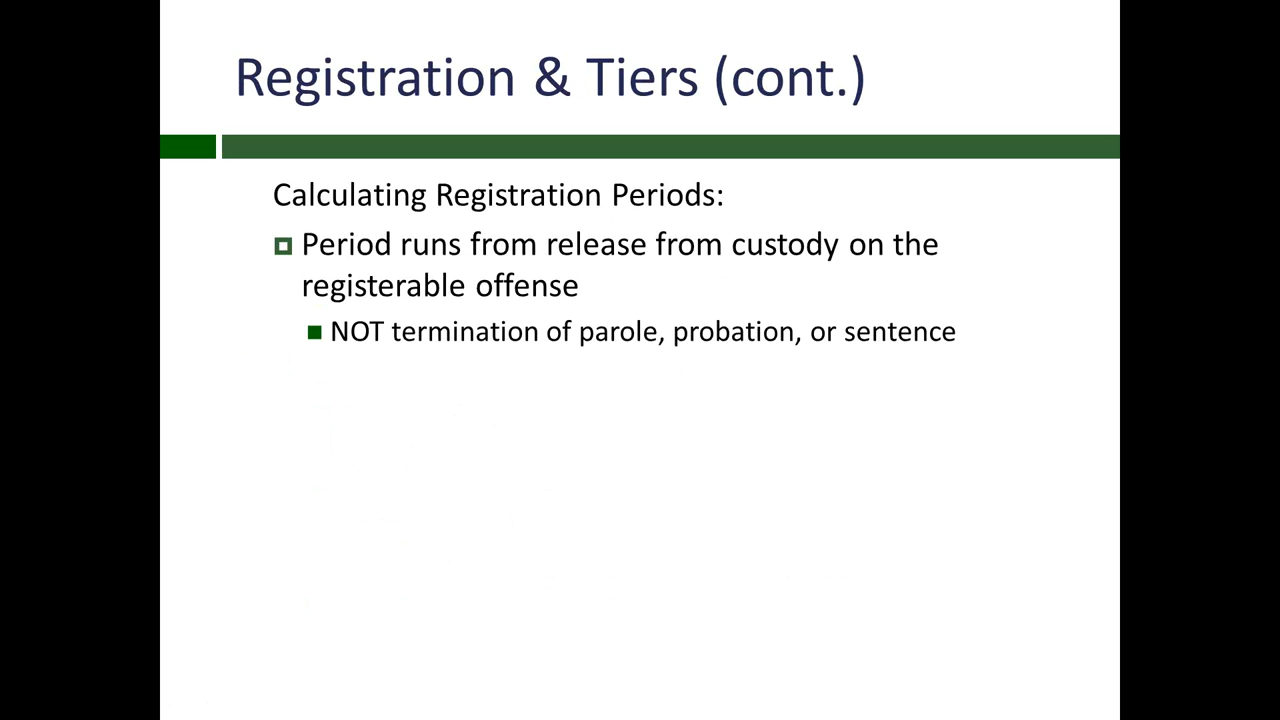 Registration & Tiers (cont.)
Calculating Registration Periods:
Period runs from release from custody on the
registerable offense
NOT termination of parole, probation, or sentence